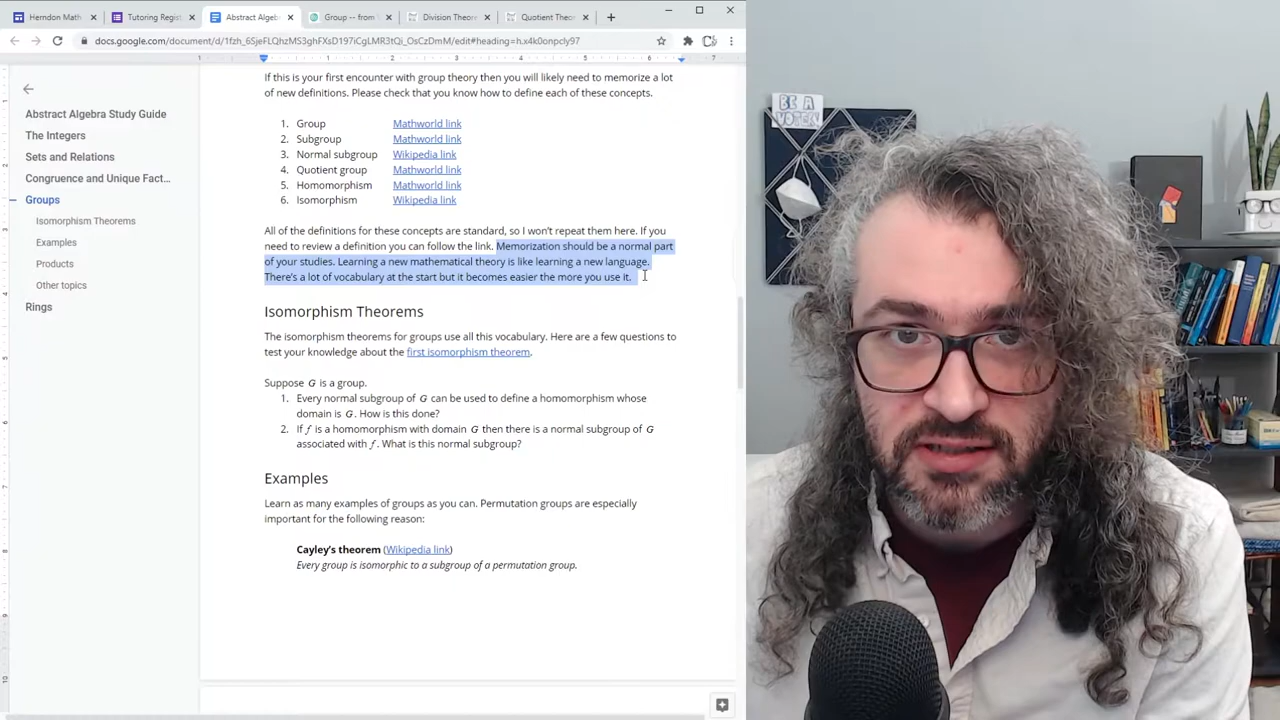 Herndon Math
Tutoring Regist
Abstract Algeb
Group -- from
Division Theore
Quotient Theo
docs.google.com/document/d/1fzh_6SjeFLQhzMS3ghFXsD197iCgLMR3tQi_OsCzDmM/edit#heading=h.x4k0onpcly97
1 1 2 3 4 5 6 7
Abstract Algebra Study Guide
The Integers
Sets and Relations
Congruence and Unique Fact...
Groups
Isomorphism Theorems
Examples
Products
Other topics
Rings
If this is your first encounter with group theory then you will likely need to memorize a lot
of new definitions. Please check that you know how to define each of these concepts.
1. Group Mathworld link
2. Subgroup Mathworld link
3. Normal subgroup Wikipedia link
4. Quotient group Mathworld link
5. Homomorphism Mathworld link
6. Isomorphism Wikipedia link
All of the definitions for these concepts are standard, so I won't repeat them here. If you
need to review a definition you can follow the link. Memorization should be a normal part
of your studies. Learning a new mathematical theory is like learning a new language.
There's a lot of vocabulary at the start but it becomes easier the more you use it.
Isomorphism Theorems
The isomorphism theorems for groups use all this vocabulary. Here are a few questions to
test your knowledge about the first isomorphism theorem.
Suppose G is a group.
1. Every normal subgroup of G can be used to define a homomorphism whose
domain is G. How is this done?
2. If f is a homomorphism with domain G then there is a normal subgroup of G
associated with f. What is this normal subgroup?
Examples
Learn as many examples of groups as you can. Permutation groups are especially
important for the following reason:
Cayley's theorem (Wikipedia link)
Every group is isomorphic to a subgroup of a permutation group.
BE A
VOTER!